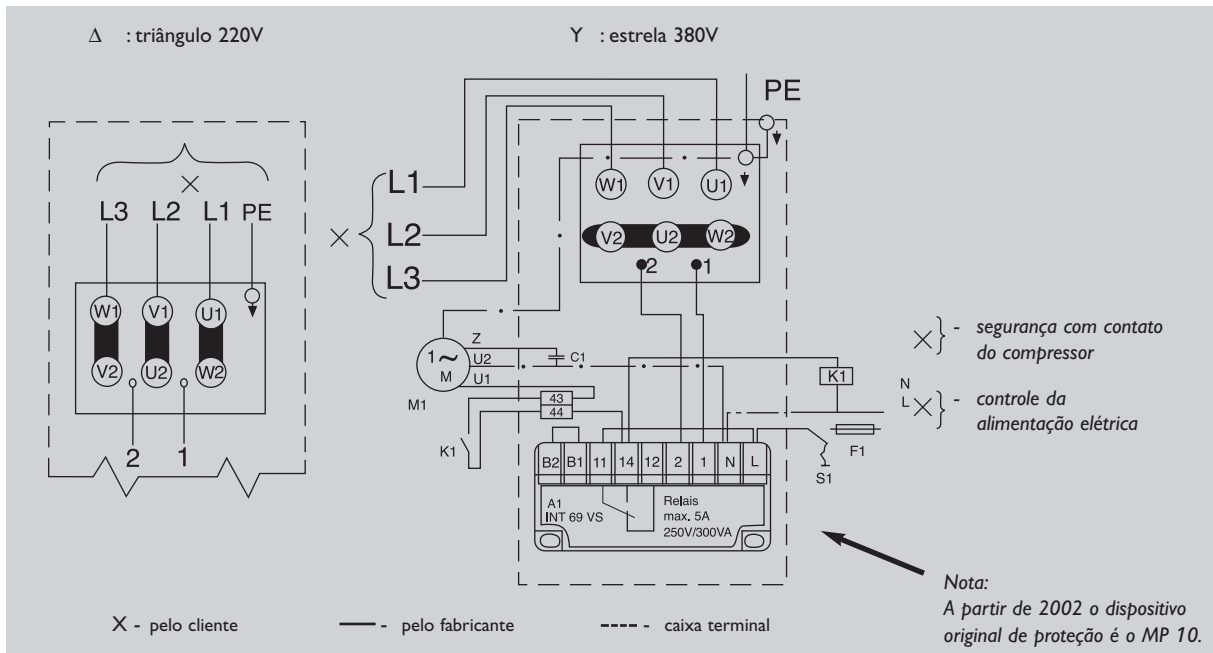 Δ : triângulo 220V
Y : estrela 380V
PE
L3 L2 L1 PE
W1 V1 U1
V2 U2 W2
2 1
L1
L2
L3
W1 V1 U1
V2 U2 W2
2 1
Z
U2
U1
1~
M
M1
C1
43
44
K1
K1
B2 B1 11 14 12 2 1 N L
A1
INT 69 VS
Relais
max. 5A
250V/300VA
S1
F1
N
L
X } - segurança com contato
do compressor
X } - controle da
alimentação elétrica
Nota:
A partir de 2002 o dispositivo
original de proteção é o MP 10.
X - pelo cliente
- pelo fabricante
- caixa terminal